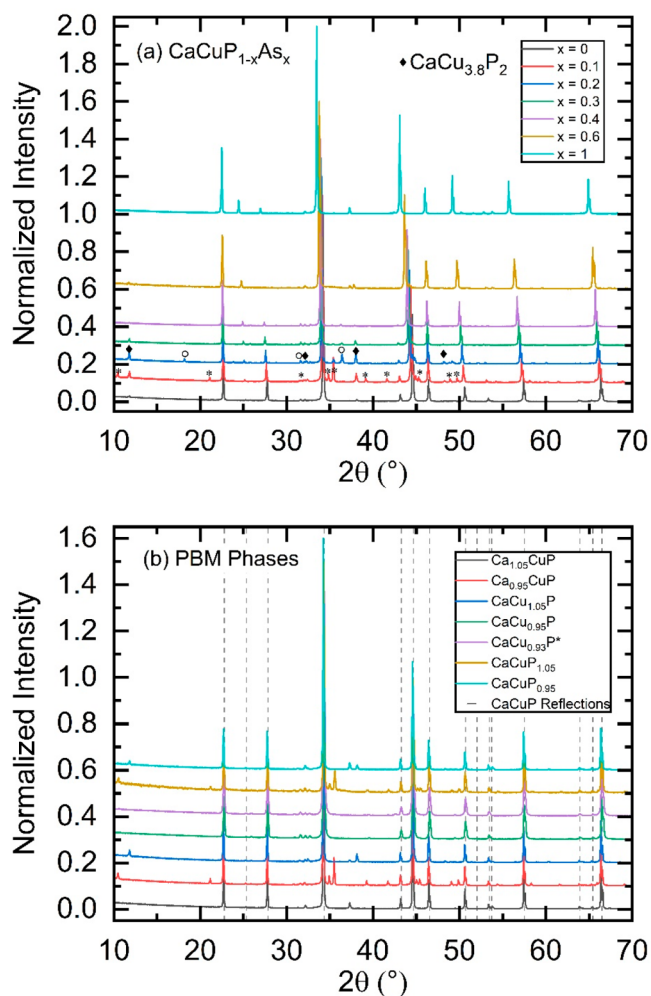 (a) CaCuP₁₋ₓAsₓ
♦ CaCu₃.₈P₂
x = 0
x = 0.1
x = 0.2
x = 0.3
x = 0.4
x = 0.6
x = 1
Normalized Intensity
2.0
1.8
1.6
1.4
1.2
1.0
0.8
0.6
0.4
0.2
0.0
10 20 30 40 50 60 70
2θ (°)
(b) PBM Phases
Ca₁.₀₅CuP
Ca₀.₉₅CuP
CaCu₁.₀₅P
CaCu₀.₉₅P
CaCu₀.₉₃P*
CaCuP₁.₀₅
CaCuP₀.₉₅
CaCuP Reflections
Normalized Intensity
1.6
1.4
1.2
1.0
0.8
0.6
0.4
0.2
0.0
10 20 30 40 50 60 70
2θ (°)